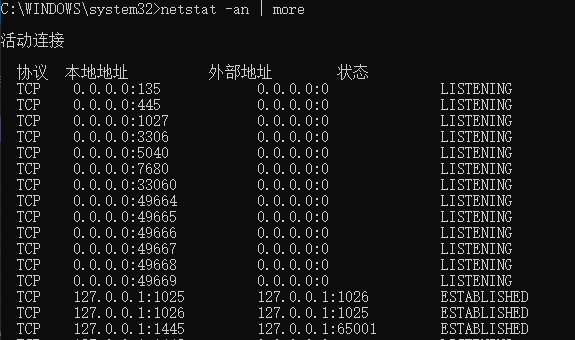 C:\WINDOWS\system32>netstat -an | more
活动连接
协议 本地地址 外部地址 状态
TCP 0.0.0.0:135 0.0.0.0:0 LISTENING
TCP 0.0.0.0:445 0.0.0.0:0 LISTENING
TCP 0.0.0.0:1027 0.0.0.0:0 LISTENING
TCP 0.0.0.0:3306 0.0.0.0:0 LISTENING
TCP 0.0.0.0:5040 0.0.0.0:0 LISTENING
TCP 0.0.0.0:7680 0.0.0.0:0 LISTENING
TCP 0.0.0.0:33060 0.0.0.0:0 LISTENING
TCP 0.0.0.0:49664 0.0.0.0:0 LISTENING
TCP 0.0.0.0:49665 0.0.0.0:0 LISTENING
TCP 0.0.0.0:49666 0.0.0.0:0 LISTENING
TCP 0.0.0.0:49667 0.0.0.0:0 LISTENING
TCP 0.0.0.0:49668 0.0.0.0:0 LISTENING
TCP 0.0.0.0:49669 0.0.0.0:0 LISTENING
TCP 127.0.0.1:1025 127.0.0.1:1026 ESTABLISHED
TCP 127.0.0.1:1026 127.0.0.1:1025 ESTABLISHED
TCP 127.0.0.1:1445 127.0.0.1:65001 ESTABLISHED